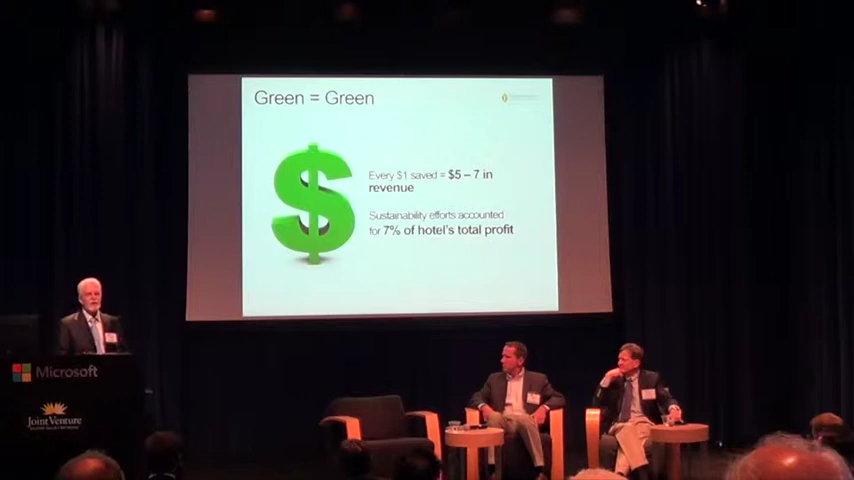 Green = Green
Every $1 saved = $5 – 7 in
revenue
Sustainability efforts accounted
for 7% of hotel's total profit
Microsoft
Joint Venture